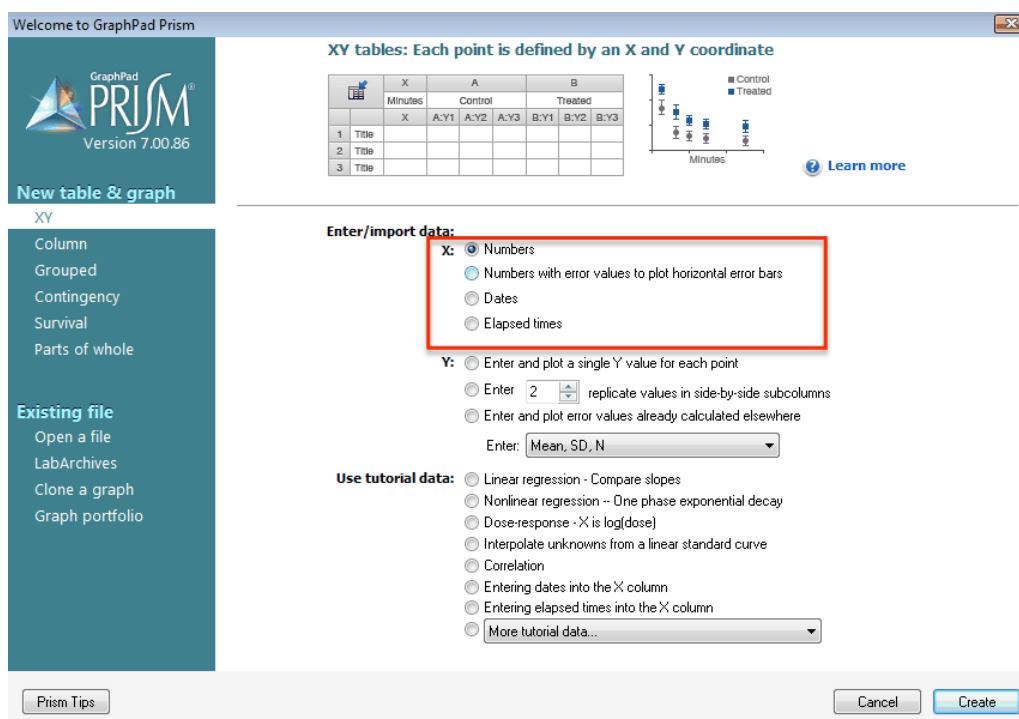 Welcome to GraphPad Prism
GraphPad
PRISM®
Version 7.00.86
New table & graph
XY
Column
Grouped
Contingency
Survival
Parts of whole
Existing file
Open a file
LabArchives
Clone a graph
Graph portfolio
XY tables: Each point is defined by an X and Y coordinate
X A B
Minutes Control Treated
X A:Y1 A:Y2 A:Y3 B:Y1 B:Y2 B:Y3
1 Title
2 Title
3 Title
Control
Treated
Minutes
? Learn more
Enter/import data:
X: Numbers
Numbers with error values to plot horizontal error bars
Dates
Elapsed times
Y: Enter and plot a single Y value for each point
Enter 2 replicate values in side-by-side subcolumns
Enter and plot error values already calculated elsewhere
Enter: Mean, SD, N
Use tutorial data: Linear regression - Compare slopes
Nonlinear regression -- One phase exponential decay
Dose-response - X is log(dose)
Interpolate unknowns from a linear standard curve
Correlation
Entering dates into the X column
Entering elapsed times into the X column
More tutorial data...
Prism Tips
Cancel
Create